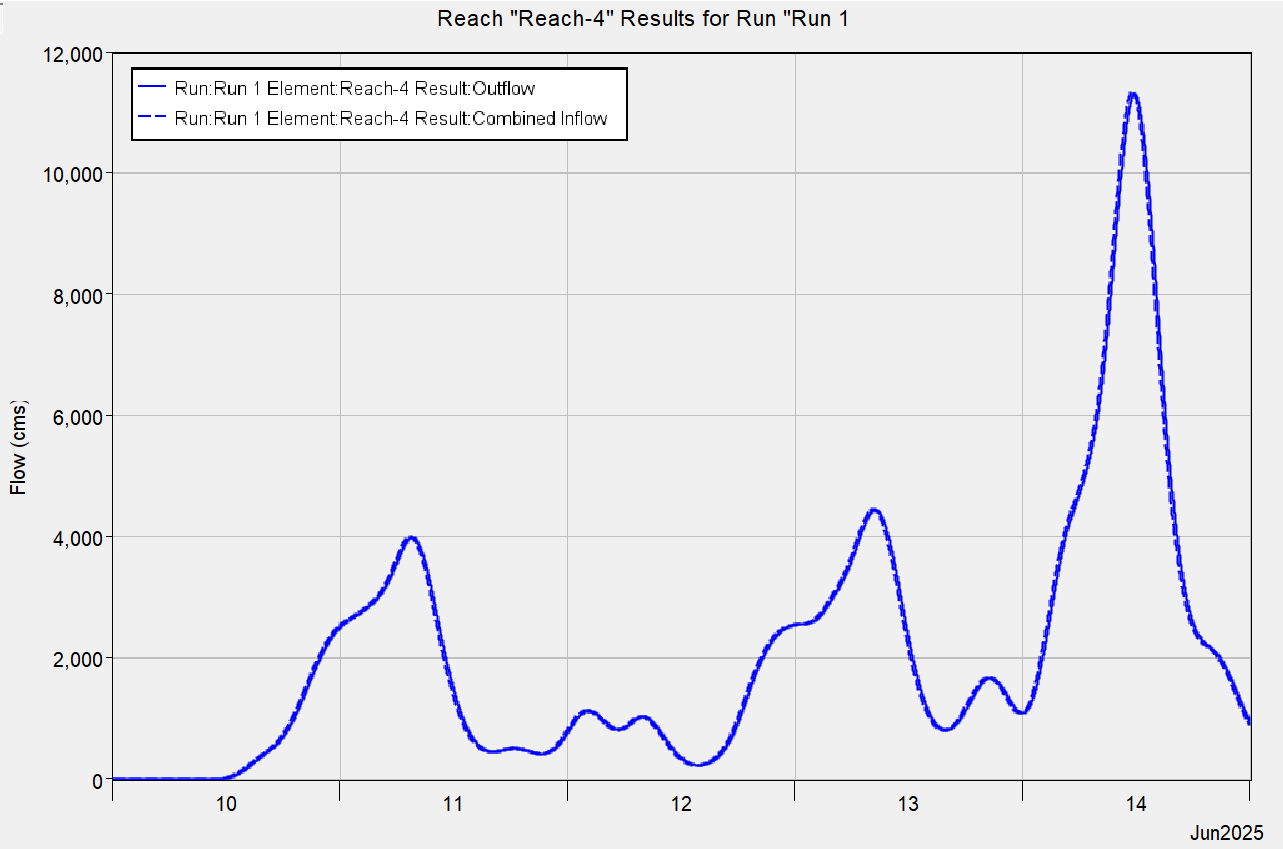 Reach "Reach-4" Results for Run "Run 1
12,000
Run:Run 1 Element:Reach-4 Result:Outflow
Run:Run 1 Element:Reach-4 Result:Combined Inflow
10,000
8,000
6,000
4,000
2,000
0
Flow (cms)
10 11 12 13 14
Jun2025